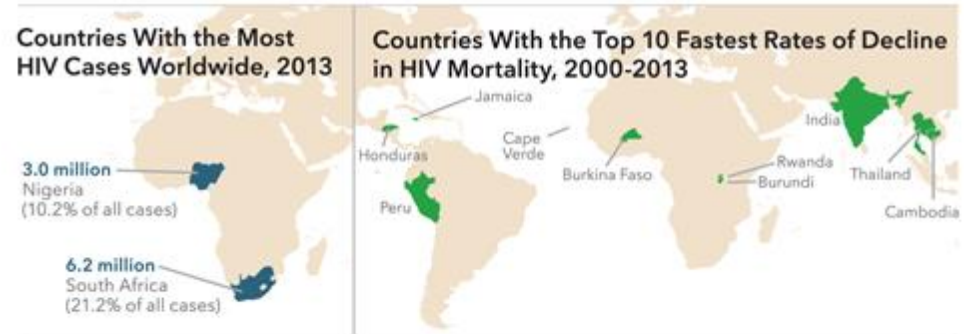 Countries With the Most
HIV Cases Worldwide, 2013
3.0 million
Nigeria
(10.2% of all cases)
6.2 million
South Africa
(21.2% of all cases)
Countries With the Top 10 Fastest Rates of Decline
in HIV Mortality, 2000-2013
Jamaica
Honduras
Peru
Cape
Verde
Burkina Faso
Rwanda
Burundi
India
Thailand
Cambodia